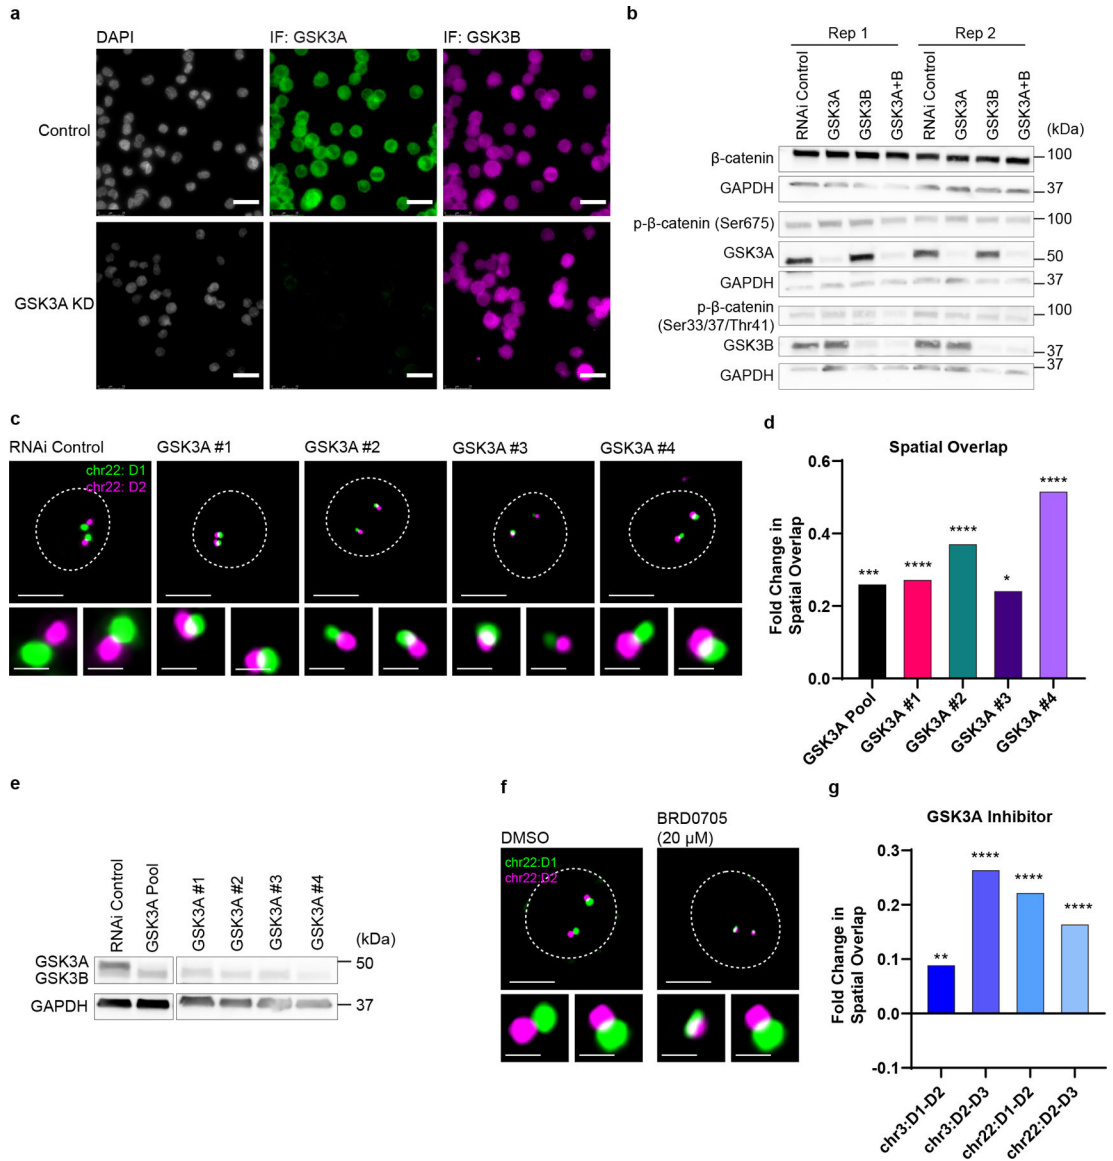 a
DAPI
IF: GSK3A
IF: GSK3B
Control
GSK3A KD
b
Rep 1
Rep 2
RNAi Control
GSK3A
GSK3B
GSK3A+B
RNAi Control
GSK3A
GSK3B
GSK3A+B
(kDa)
β-catenin
100
GAPDH
37
p-β-catenin (Ser675)
100
GSK3A
50
GAPDH
37
p-β-catenin
(Ser33/37/Thr41)
100
GSK3B
37
37
GAPDH
c
RNAi Control
GSK3A #1
GSK3A #2
GSK3A #3
GSK3A #4
chr22: D1
chr22: D2
d
Spatial Overlap
Fold Change in
Spatial Overlap
0.6
0.4
0.2
0.0
***
****
****
*
****
GSK3A Pool
GSK3A #1
GSK3A #2
GSK3A #3
GSK3A #4
e
RNAi Control
GSK3A Pool
GSK3A #1
GSK3A #2
GSK3A #3
GSK3A #4
(kDa)
GSK3A
GSK3B
50
GAPDH
37
f
DMSO
BRD0705
(20 μM)
chr22:D1
chr22:D2
g
GSK3A Inhibitor
Fold Change in
Spatial Overlap
0.3
0.2
0.1
0.0
-0.1
**
****
****
****
chr3:D1-D2
chr3:D2-D3
chr22:D1-D2
chr22:D2-D3